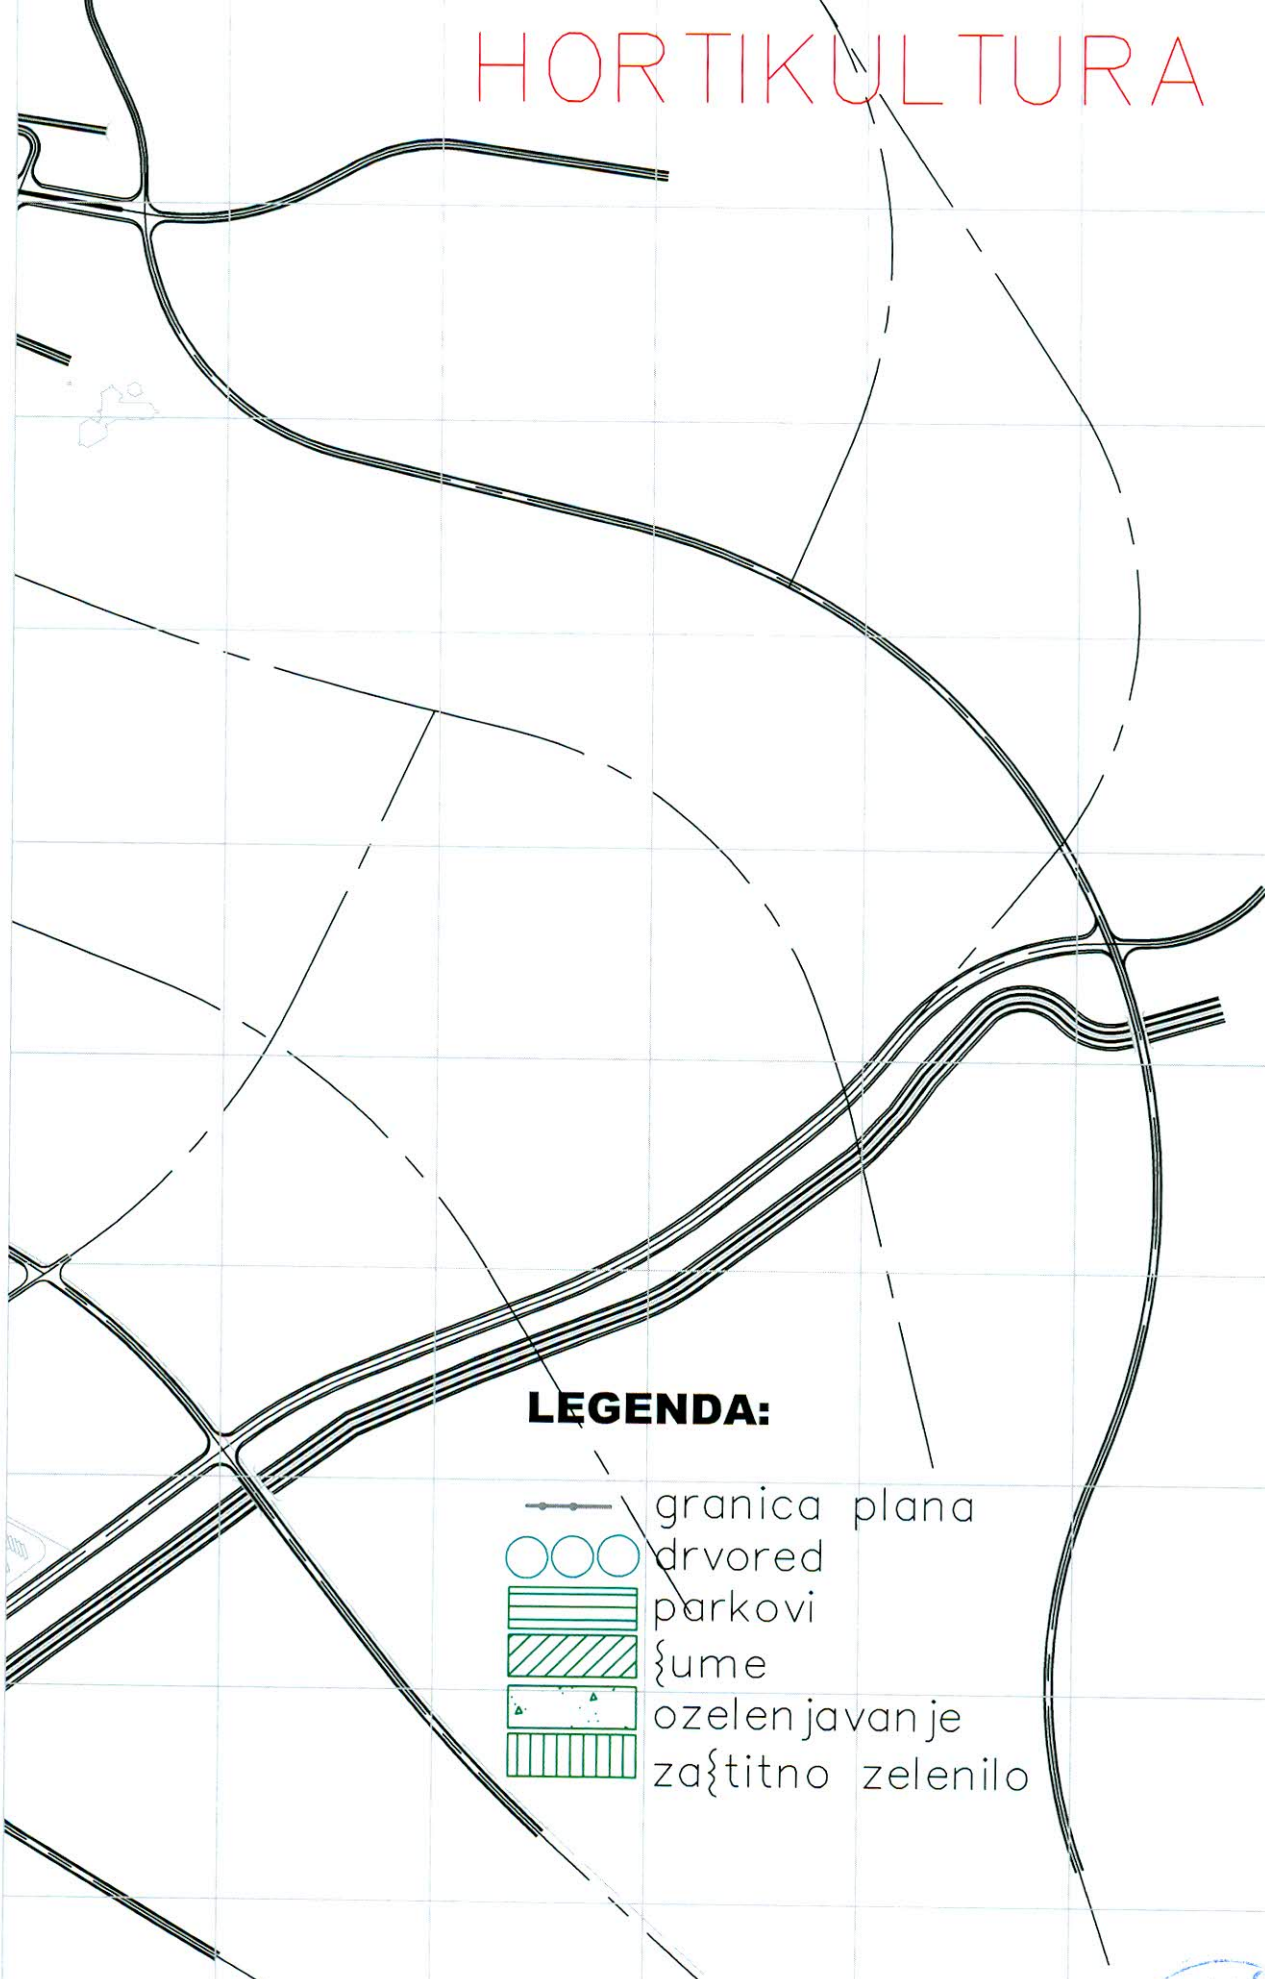 HORTIKULTURA
LEGENDA:
granica plana
drvored
parkovi
{ume
ozelenjavanje
za{titno zelenilo